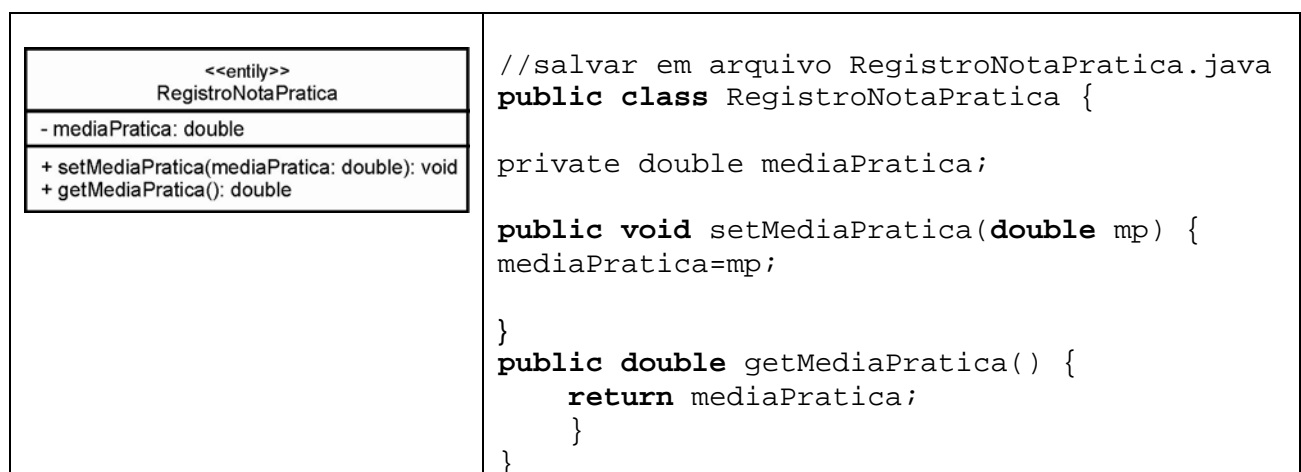 <<entily>>
RegistroNotaPratica
- mediaPratica: double
+ setMediaPratica(mediaPratica: double): void
+ getMediaPratica(): double
//salvar em arquivo RegistroNotaPratica.java
public class RegistroNotaPratica {
private double mediaPratica;
public void setMediaPratica(double mp) {
mediaPratica=mp;
}
public double getMediaPratica() {
return mediaPratica;
}
}